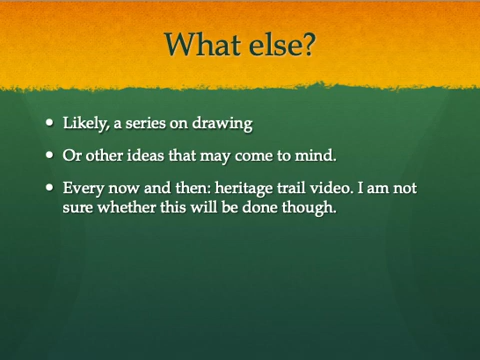 What else?
• Likely, a series on drawing
• Or other ideas that may come to mind.
• Every now and then: heritage trail video. I am not
sure whether this will be done though.